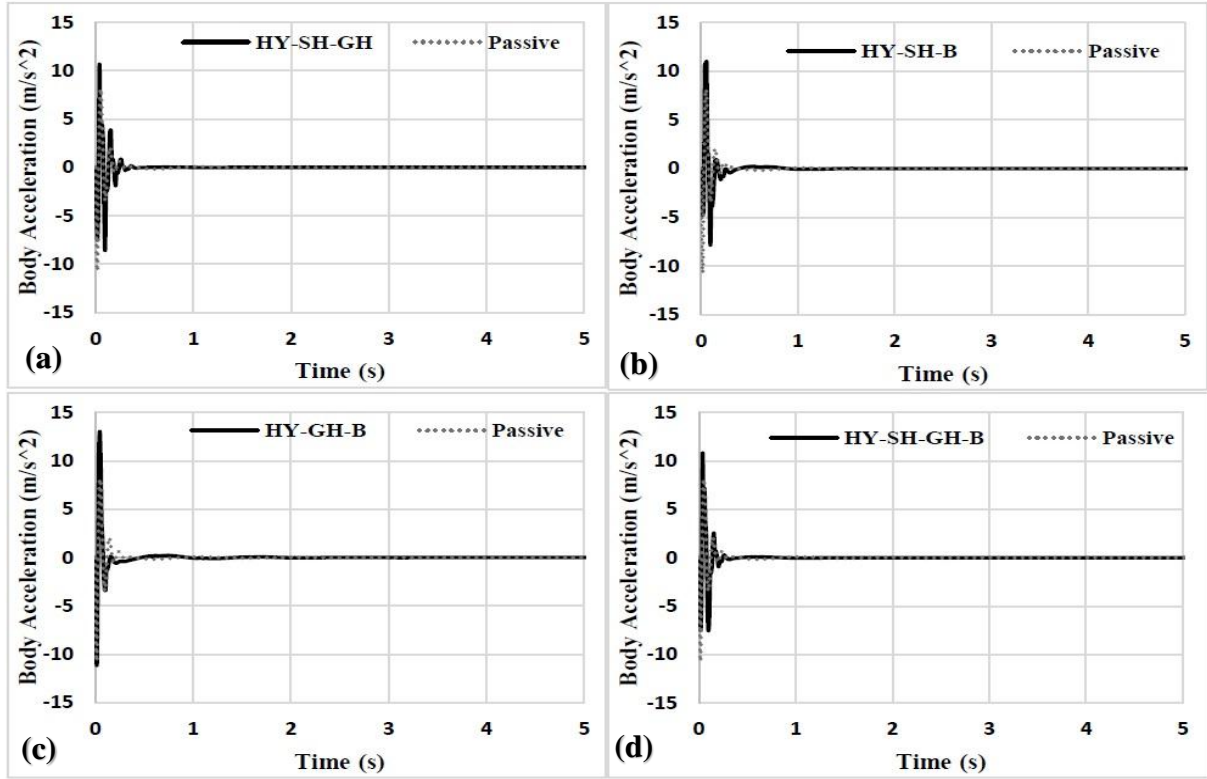 HY-SH-GH Passive
Body Acceleration (m/s^2)
15
10
5
0
-5
-10
-15
0 1 2 3 4 5
Time (s)
(a)
HY-SH-B Passive
Body Acceleration (m/s^2)
15
10
5
0
-5
-10
-15
0 1 2 3 4 5
Time (s)
(b)
HY-GH-B Passive
Body Acceleration (m/s^2)
15
10
5
0
-5
-10
-15
0 1 2 3 4 5
Time (s)
(c)
HY-SH-GH-B Passive
Body Acceleration (m/s^2)
15
10
5
0
-5
-10
-15
0 1 2 3 4 5
Time (s)
(d)